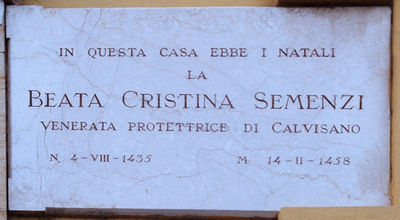 IN QUESTA CASA EBBE I NATALI
LA
BEATA CRISTINA SEMENZI
VENERATA PROTETTRICE DI CALVISANO
N. 4-VIII-1435 M. 14-II-1458